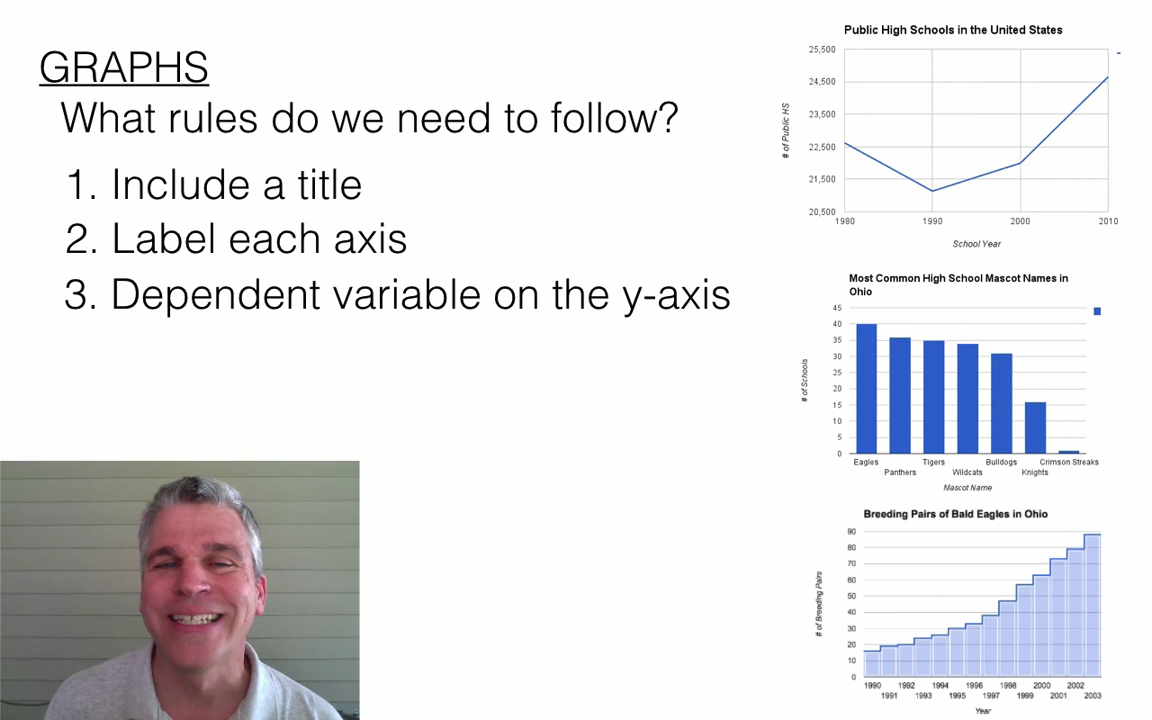 GRAPHS
What rules do we need to follow?
1. Include a title
2. Label each axis
3. Dependent variable on the y-axis
Public High Schools in the United States
25,500
24,500
23,500
22,500
21,500
20,500
# of Public HS
1980 1990 2000 2010
School Year
Most Common High School Mascot Names in
Ohio
45
40
35
30
25
20
15
10
5
0
# of Schools
Eagles Tigers Bulldogs Crimson Streaks
Panthers Wildcats Knights
Mascot Name
Breeding Pairs of Bald Eagles in Ohio
90
80
70
60
50
40
30
20
10
0
# of Breeding Pairs
1990 1992 1994 1996 1998 2000 2002
1991 1993 1995 1997 1999 2001 2003
Year